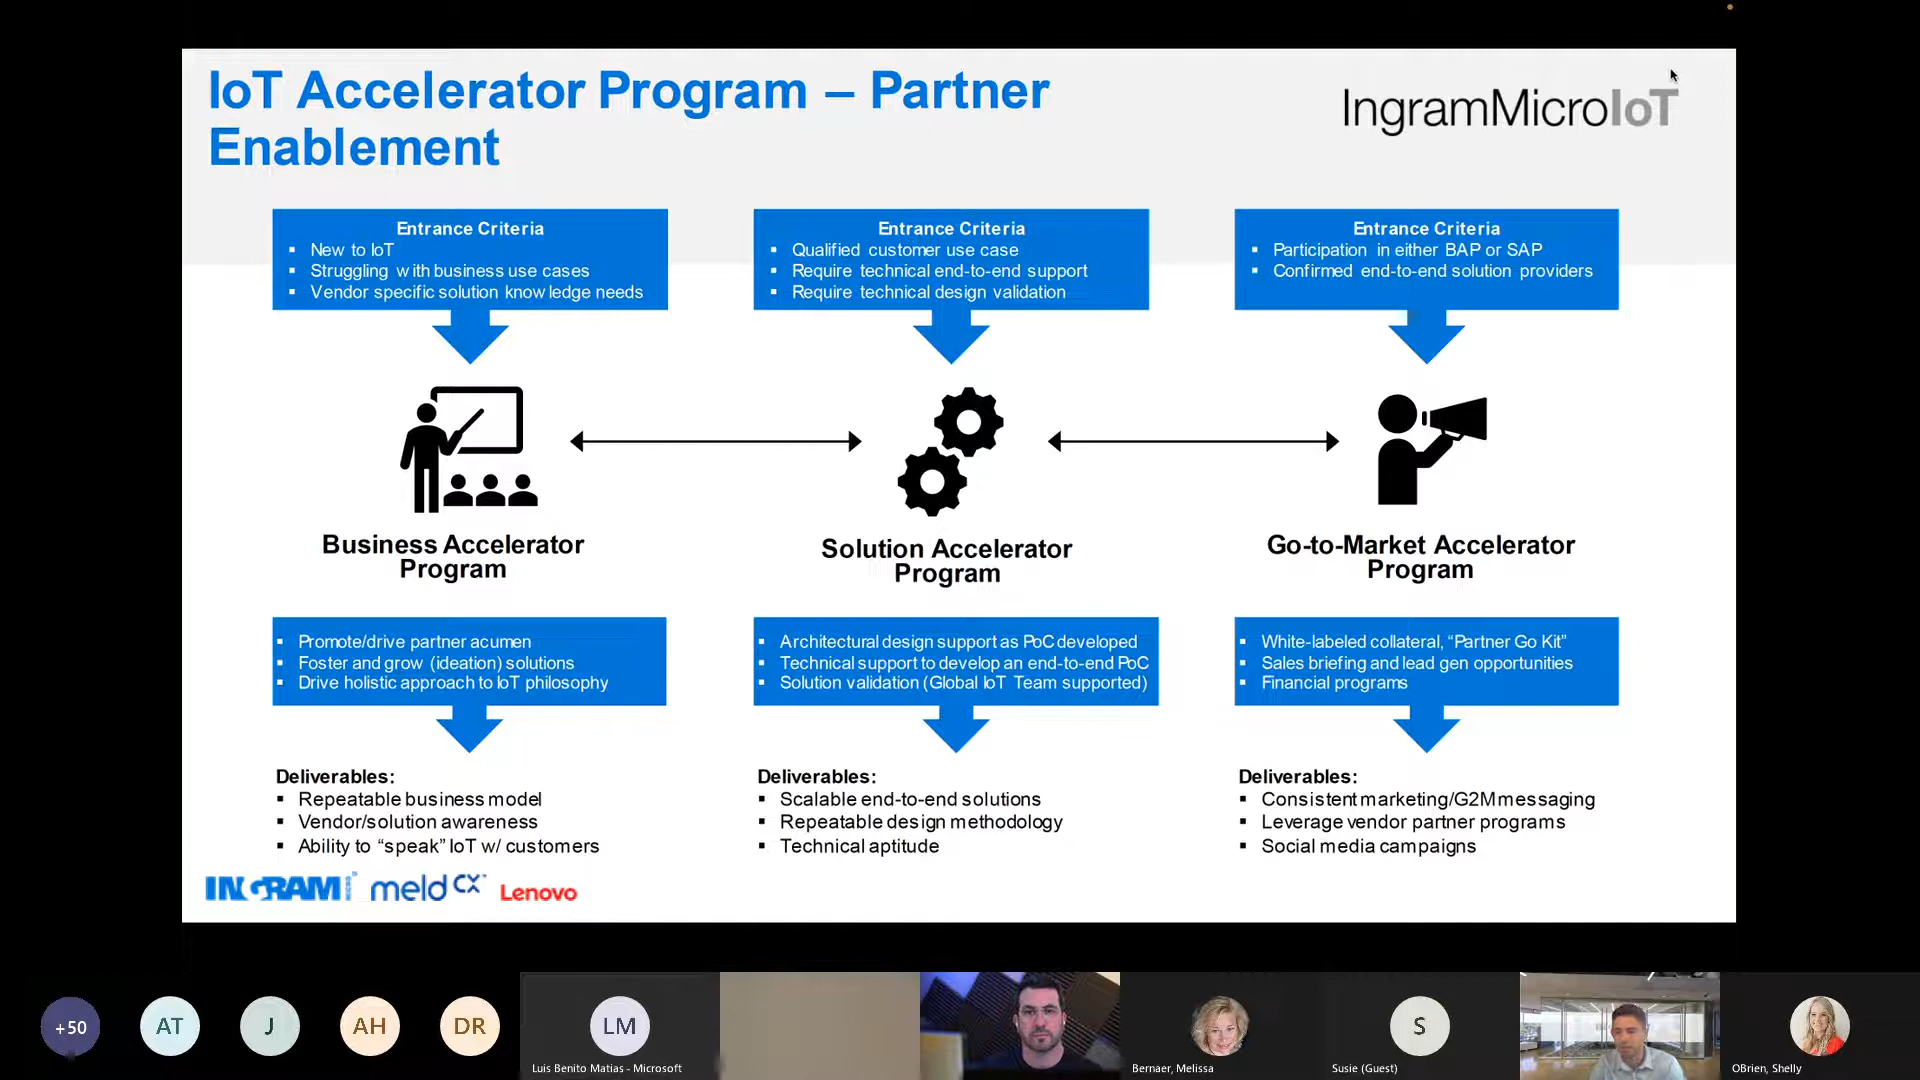 IoT Accelerator Program – Partner
Enablement
IngramMicroIoT
Entrance Criteria
▪ New to IoT
▪ Struggling with business use cases
▪ Vendor specific solution knowledge needs
Entrance Criteria
▪ Qualified customer use case
▪ Require technical end-to-end support
▪ Require technical design validation
Entrance Criteria
▪ Participation in either BAP or SAP
▪ Confirmed end-to-end solution providers
Business Accelerator
Program
Solution Accelerator
Program
Go-to-Market Accelerator
Program
▪ Promote/drive partner acumen
▪ Foster and grow (ideation) solutions
▪ Drive holistic approach to IoT philosophy
▪ Architectural design support as PoC developed
▪ Technical support to develop an end-to-end PoC
▪ Solution validation (Global IoT Team supported)
▪ White-labeled collateral, “Partner Go Kit”
▪ Sales briefing and lead gen opportunities
▪ Financial programs
Deliverables:
▪ Repeatable business model
▪ Vendor/solution awareness
▪ Ability to “speak” IoT w/ customers
Deliverables:
▪ Scalable end-to-end solutions
▪ Repeatable design methodology
▪ Technical aptitude
Deliverables:
▪ Consistent marketing/G2M messaging
▪ Leverage vendor partner programs
▪ Social media campaigns
INGRAM MICRO meldCX Lenovo
+50
AT
J
AH
DR
LM
S
Luis Benito Matias - Microsoft
Bernaer, Melissa
Susie (Guest)
OBrien, Shelly